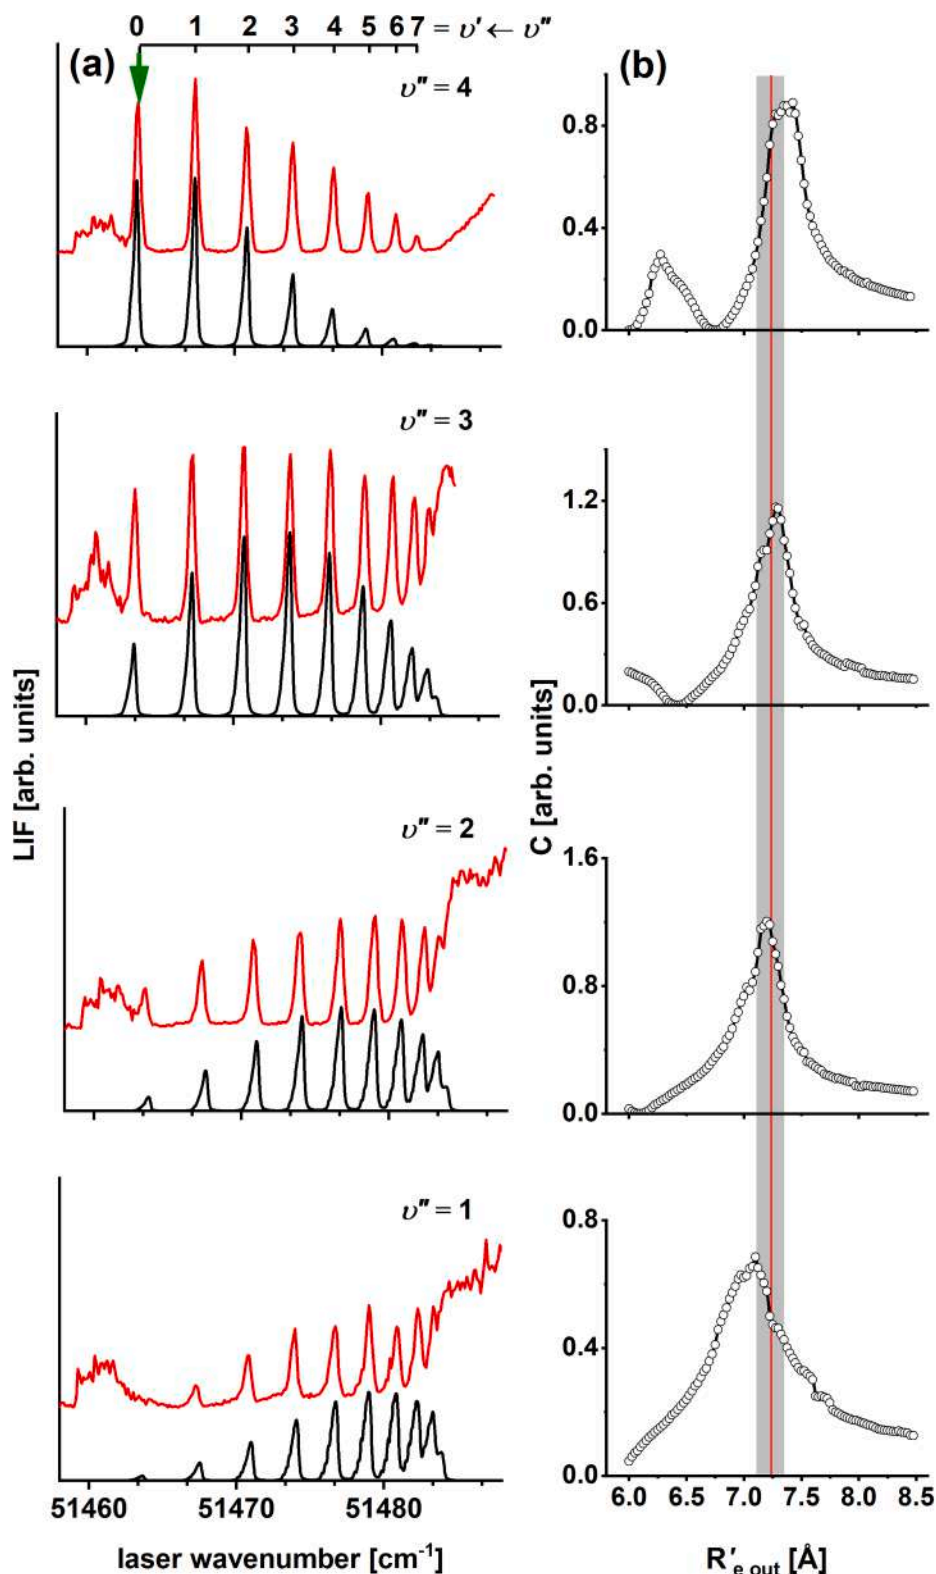 0 1 2 3 4 5 6 7 = υ′ ← υ″
(a) (b)
υ″ = 4
0.8
0.4
0.0
υ″ = 3
1.2
0.6
0.0
υ″ = 2
1.6
0.8
0.0
υ″ = 1
0.8
0.4
0.0
LIF [arb. units]
C [arb. units]
51460 51470 51480
6.0 6.5 7.0 7.5 8.0 8.5
laser wavenumber [cm⁻¹]
R′e out [Å]